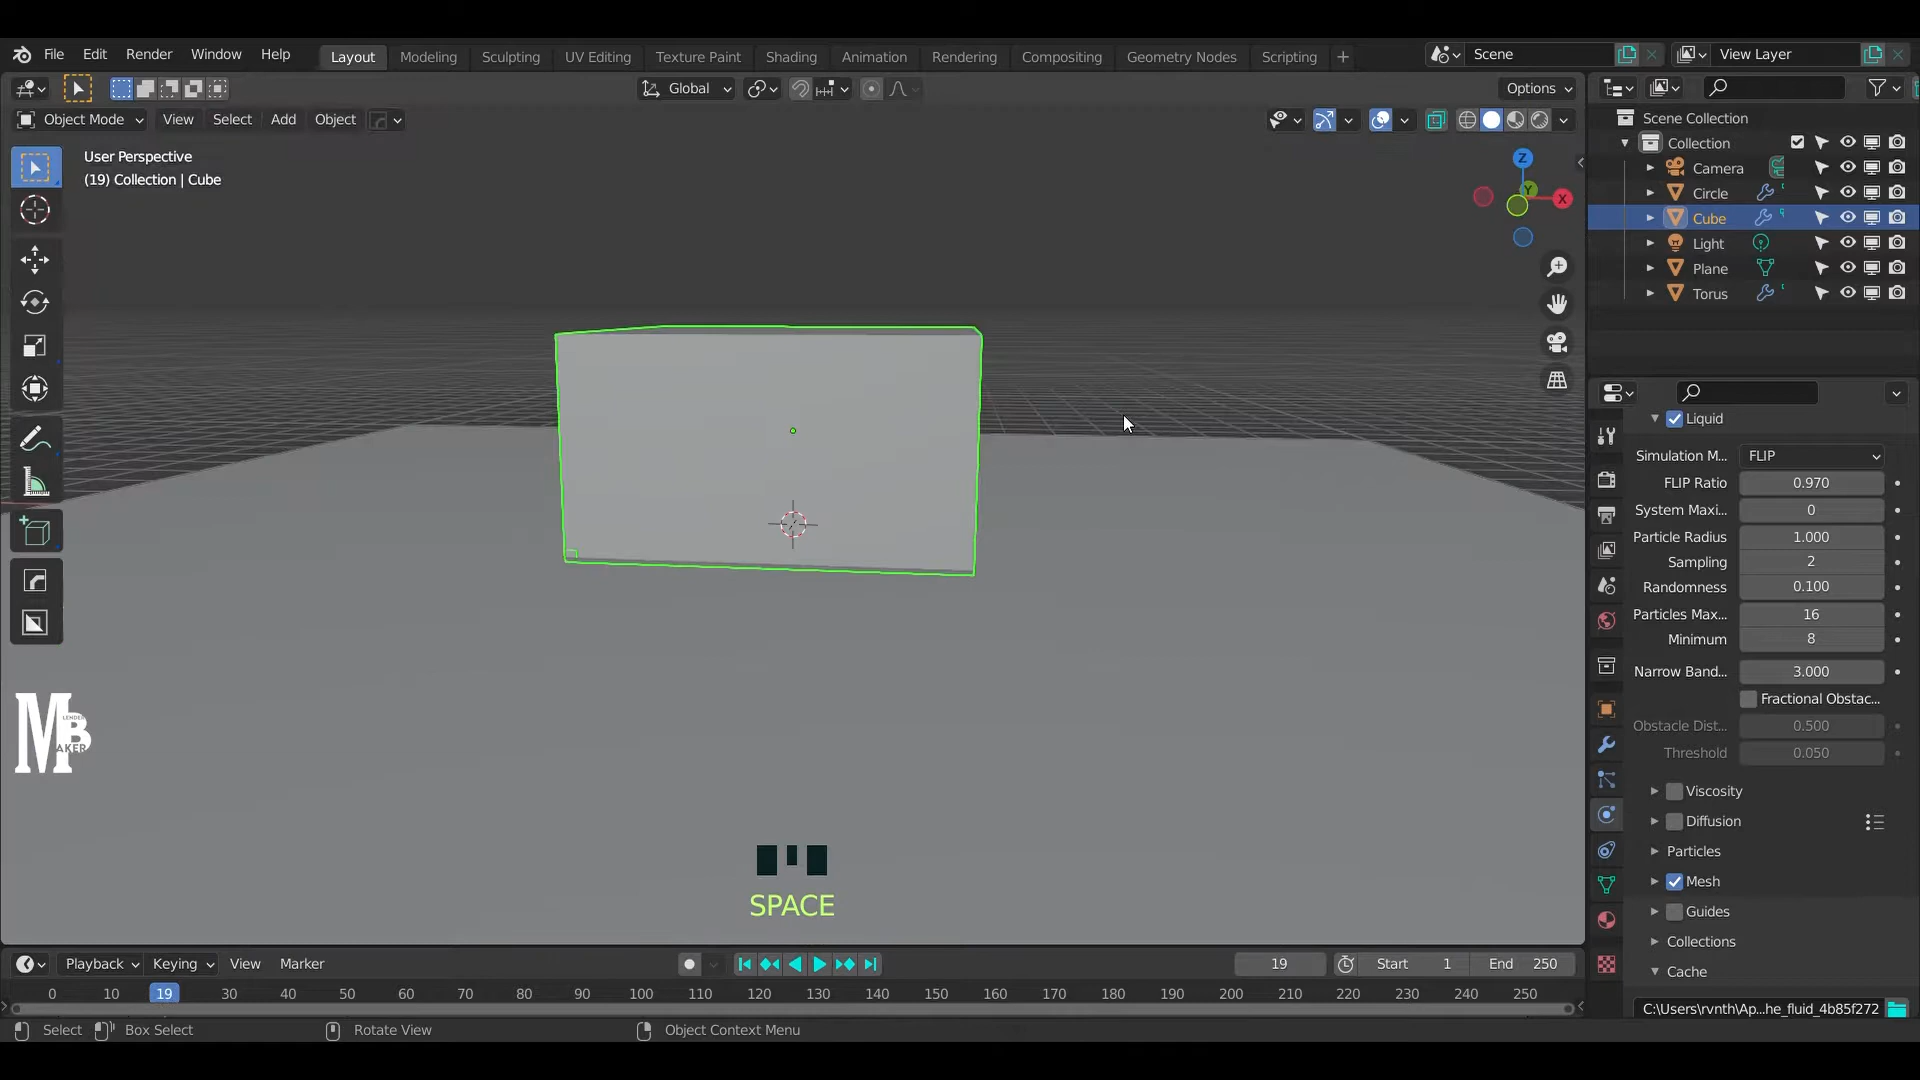 File Edit Render Window Help Layout Modeling Sculpting UV Editing Texture Paint Shading Animation Rendering Compositing Geometry Nodes Scripting + Scene View Layer
Global Options
Object Mode View Select Add Object
User Perspective
(19) Collection | Cube
Z
Y
X
Scene Collection
Collection
Camera
Circle
Cube
Light
Plane
Torus
Liquid
Simulation M... FLIP
FLIP Ratio 0.970
System Maxi... 0
Particle Radius 1.000
Sampling 2
Randomness 0.100
Particles Max... 16
Minimum 8
Narrow Band... 3.000
Fractional Obstac...
Obstacle Dist... 0.500
Threshold 0.050
Viscosity
Diffusion
Particles
Mesh
Guides
Collections
Cache
C:\Users\rvnth\Ap...he_fluid_4b85f272
MB
LENDER
AKER
SPACE
Playback Keying View Marker 19 Start 1 End 250
0 10 19 30 40 50 60 70 80 90 100 110 120 130 140 150 160 170 180 190 200 210 220 230 240 250
Select Box Select Rotate View Object Context Menu